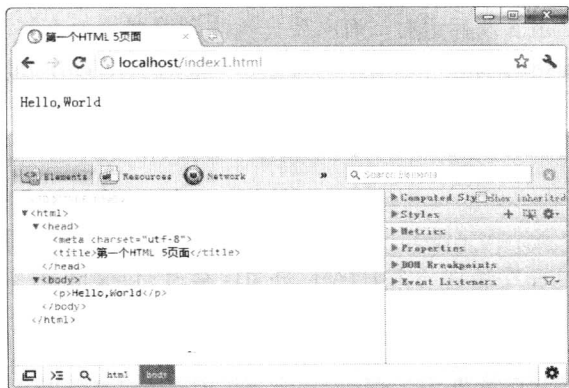 第一个HTML 5页面
localhost/index1.html
Hello,World
Elements Resources Network » Search Elements
▶Computed Style Show inherited
▼<html>
▶Styles
▼<head>
▶Metrics
<meta charset="utf-8">
▶Properties
<title>第一个HTML 5页面</title>
▶DOM Breakpoints
</head>
▶Event Listeners
▼<body>
<p>Hello,World</p>
</body>
</html>
html body